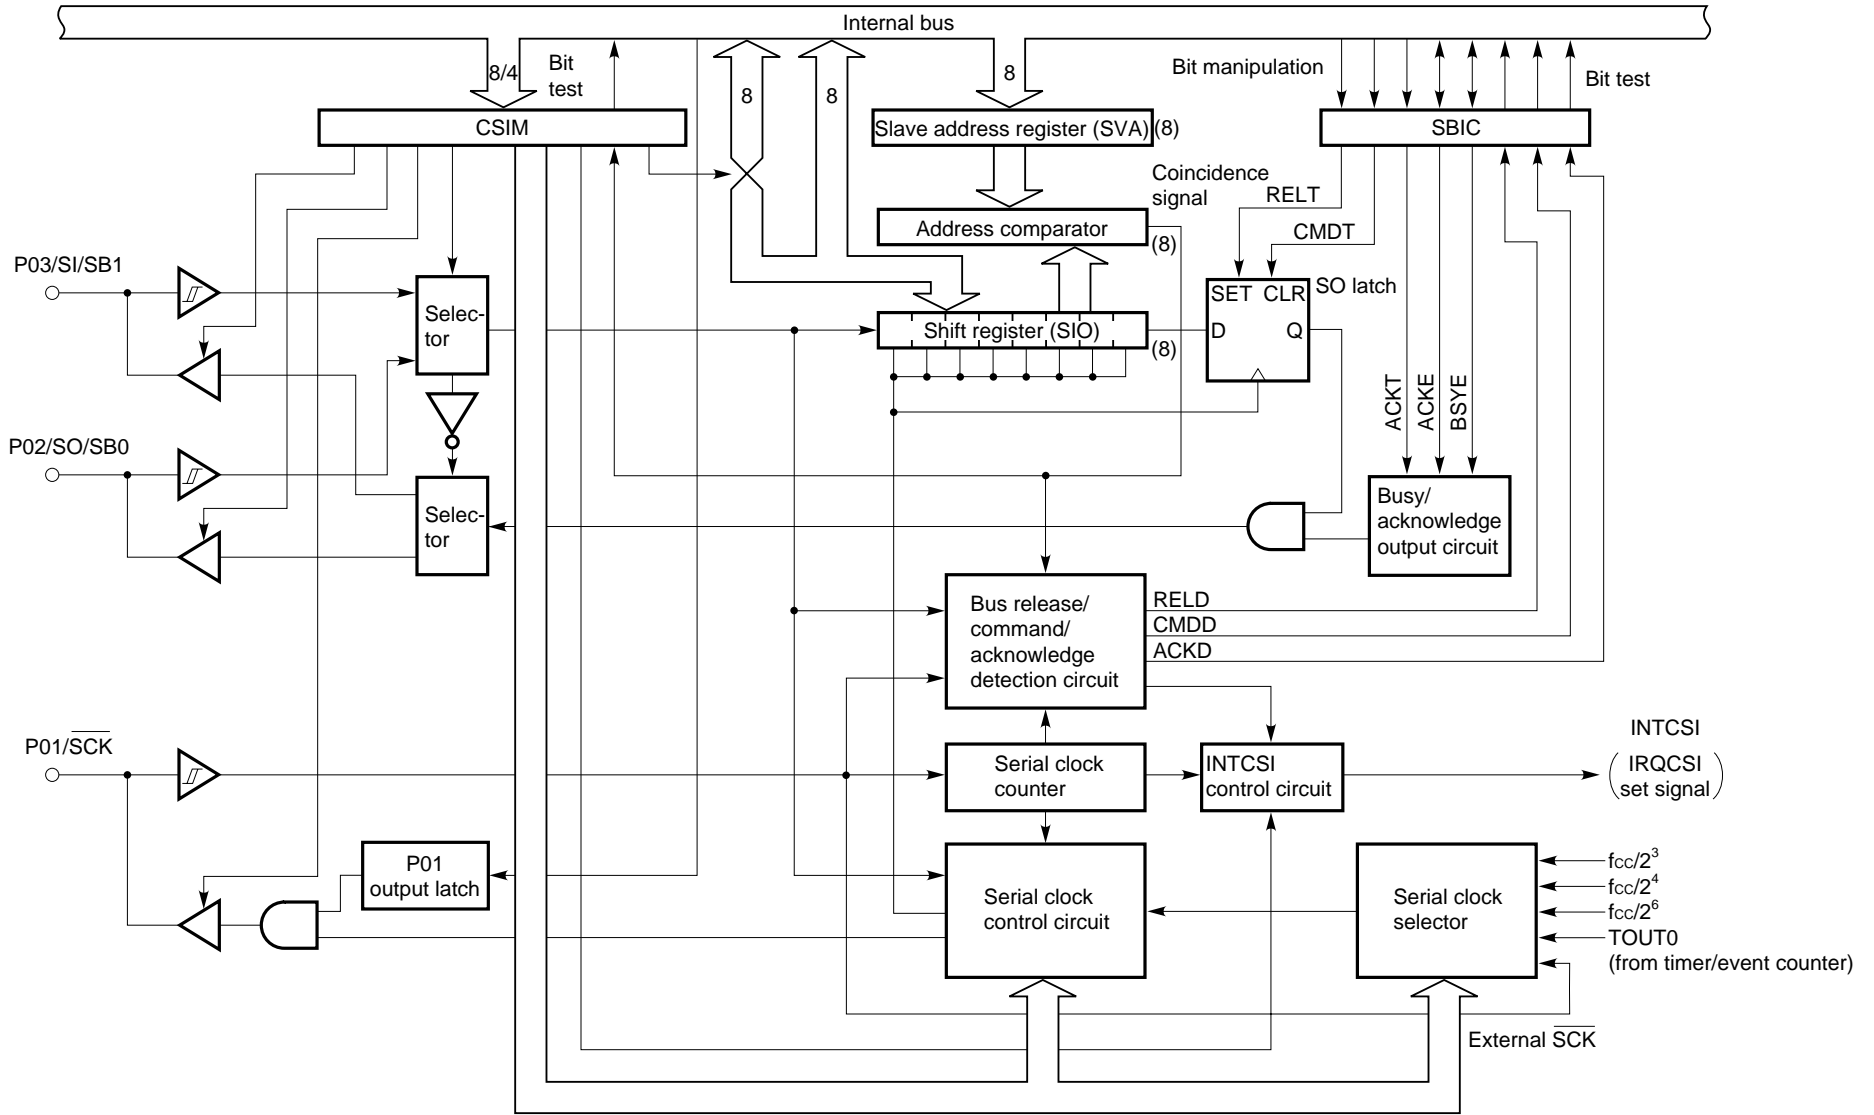 Internal bus
8/4
Bit
test
8
8
8
Bit manipulation
Bit test
CSIM
Slave address register (SVA)
(8)
SBIC
Coincidence
signal
RELT
Address comparator
(8)
CMDT
P03/SI/SB1
Selec-
tor
SET CLR
SO latch
D Q
Shift register (SIO)
(8)
ACKT
ACKE
BSYE
P02/SO/SB0
Selec-
tor
Busy/
acknowledge
output circuit
Bus release/
command/
acknowledge
detection circuit
RELD
CMDD
ACKD
P01/S̅C̅K̅
Serial clock
counter
INTCSI
control circuit
INTCSI
(IRQCSI
set signal)
P01
output latch
Serial clock
control circuit
Serial clock
selector
fCC/2³
fCC/2⁴
fCC/2⁶
TOUT0
(from timer/event counter)
External S̅C̅K̅